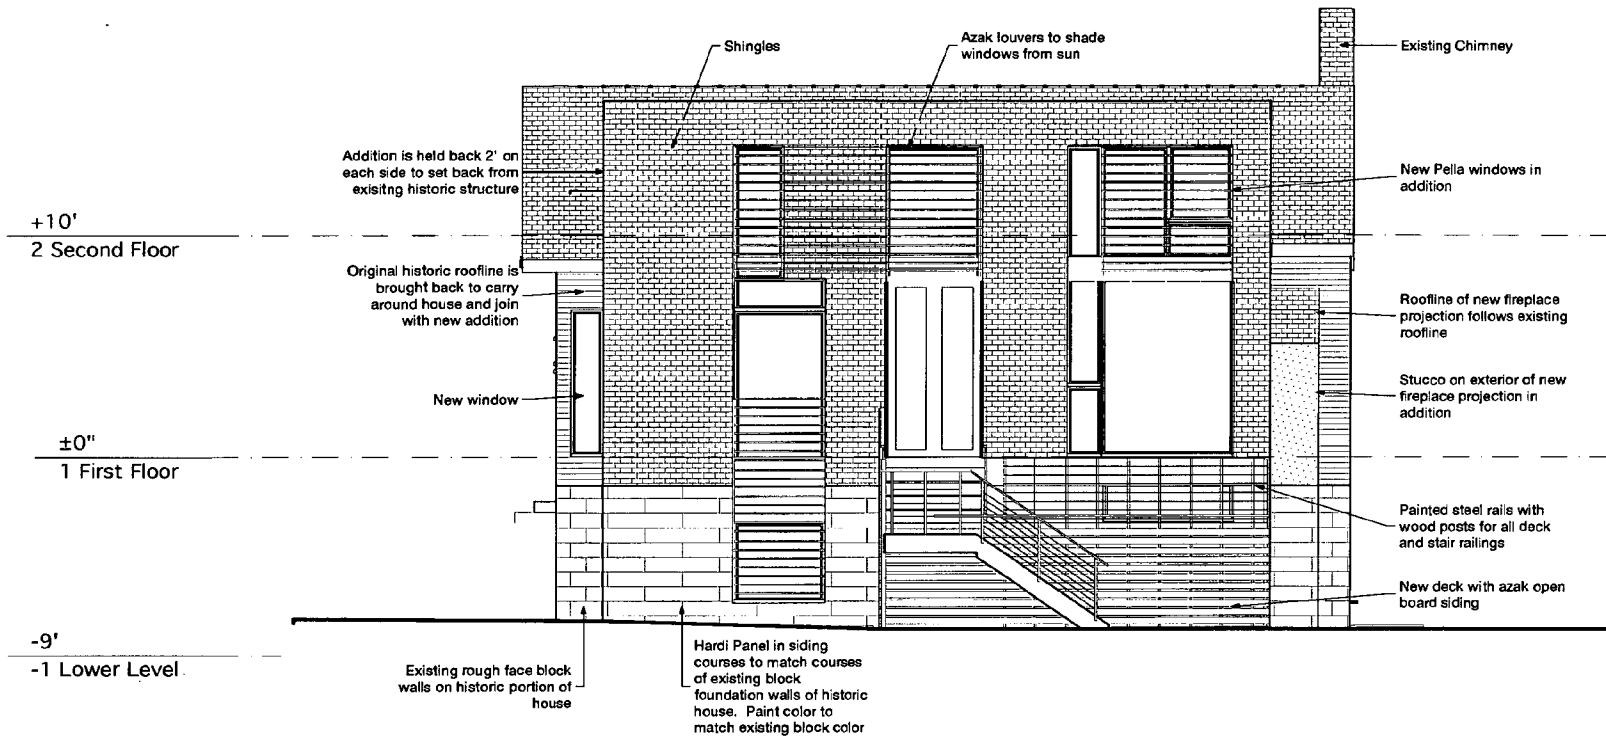 Shingles
Azak louvers to shade
windows from sun
Existing Chimney
Addition is held back 2' on
each side to set back from
exisitng historic structure
New Pella windows in
addition
+10'
2 Second Floor
Original historic roofline is
brought back to carry
around house and join
with new addition
Roofline of new fireplace
projection follows existing
roofline
New window
Stucco on exterior of new
fireplace projection in
addition
±0"
1 First Floor
Painted steel rails with
wood posts for all deck
and stair railings
New deck with azak open
board siding
-9'
-1 Lower Level
Existing rough face block
walls on historic portion of
house
Hardi Panel in siding
courses to match courses
of existing block
foundation walls of historic
house. Paint color to
match existing block color